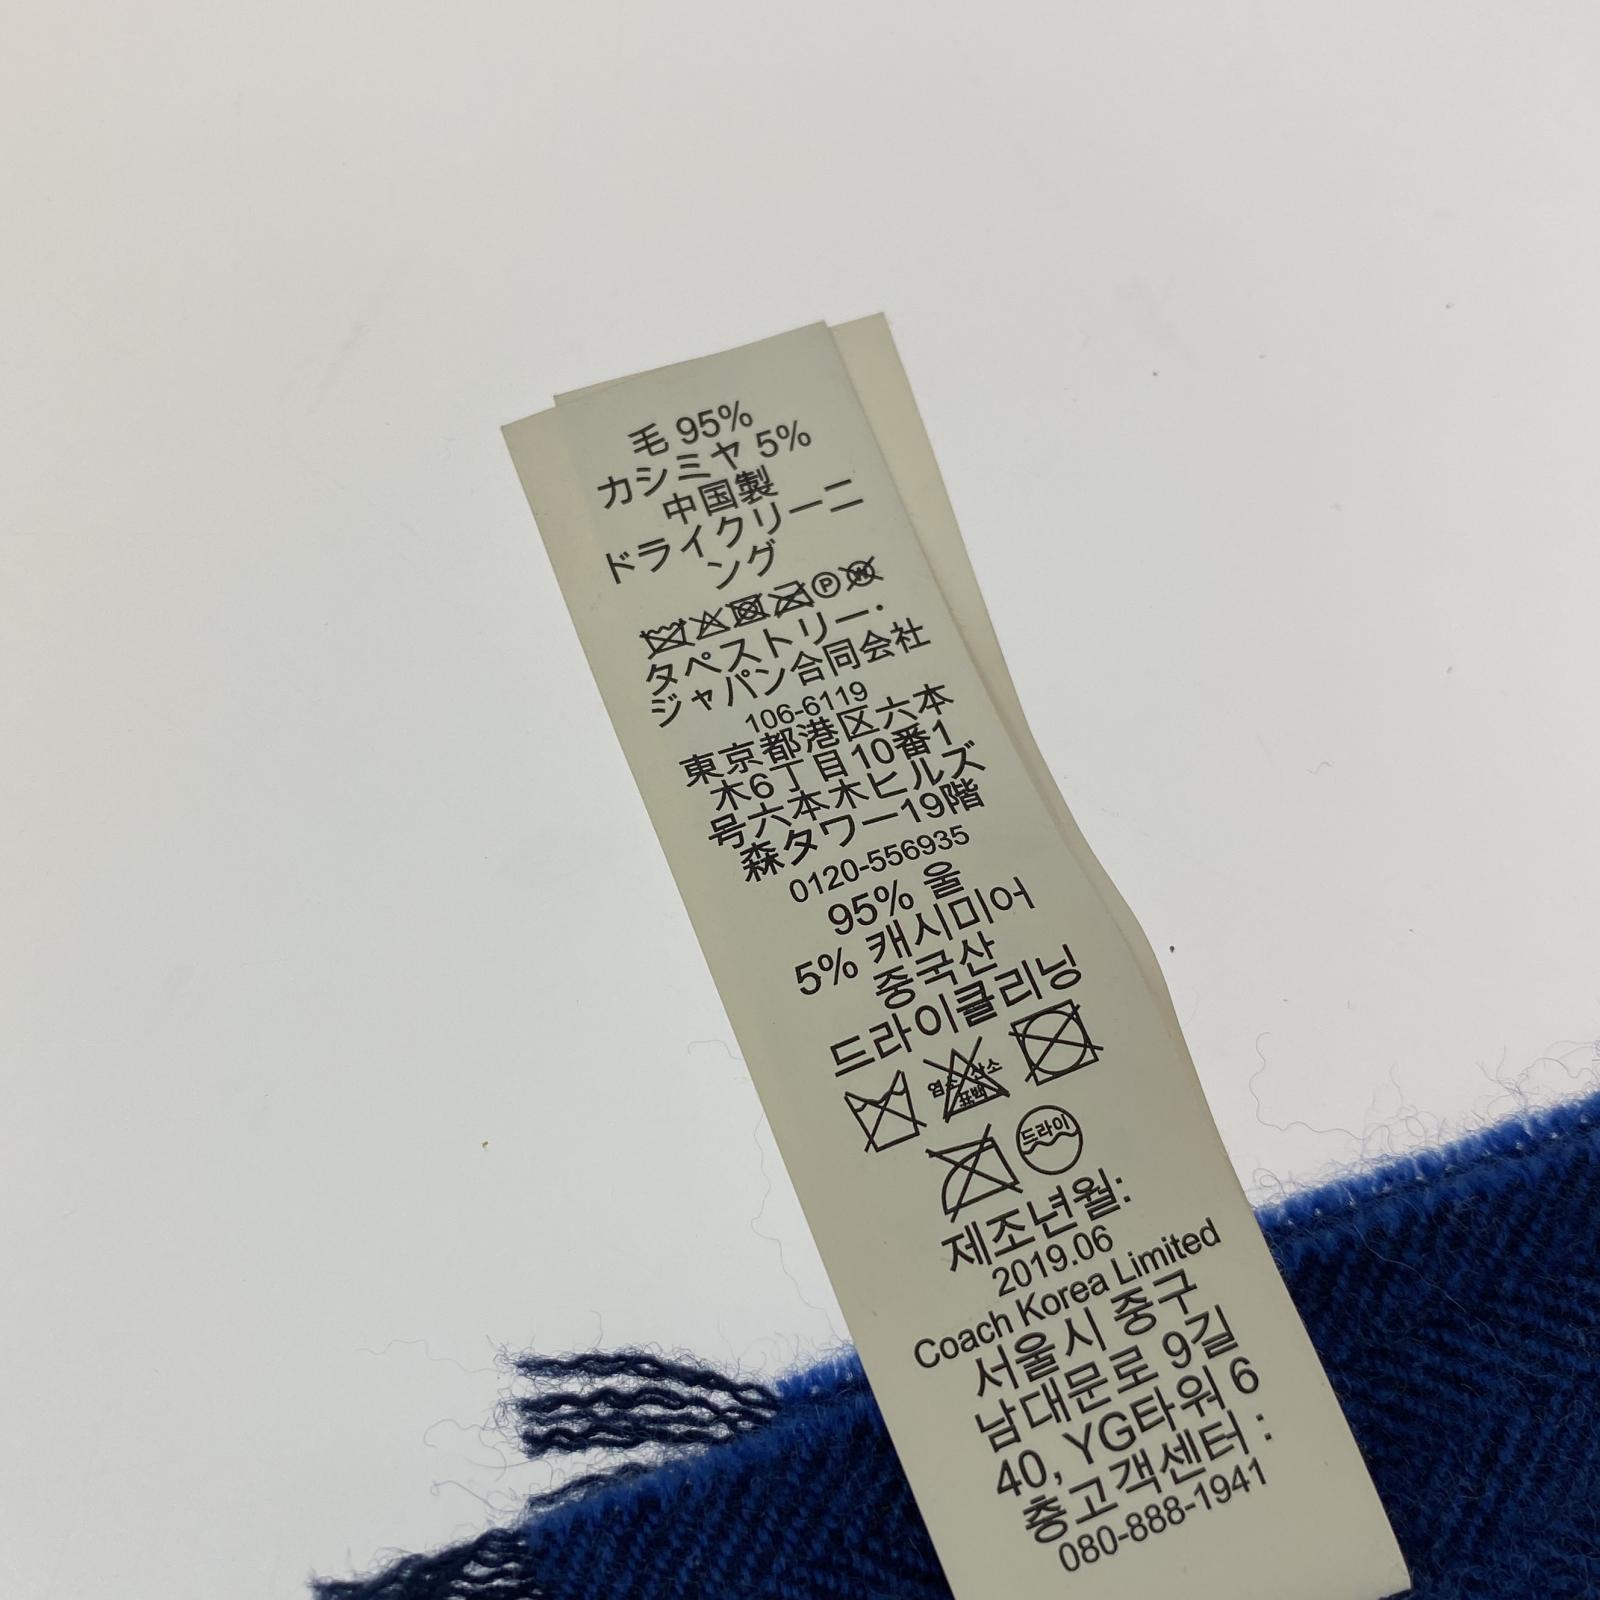 毛 95%
カシミヤ 5%
中国製
ドライクリーニ
ング
P W
タペストリー・
ジャパン合同会社
106-6119
東京都港区六本
木6丁目10番1
号六本木ヒルズ
森タワー19階
0120-556935
95% 울
5% 캐시미어
중국산
드라이클리닝
염소 산소
표백
드라이
제조년월:
2019.06
Coach Korea Limited
서울시 중구
남대문로 9길
40, YG타워 6
층고객센터 :
080-888-1941